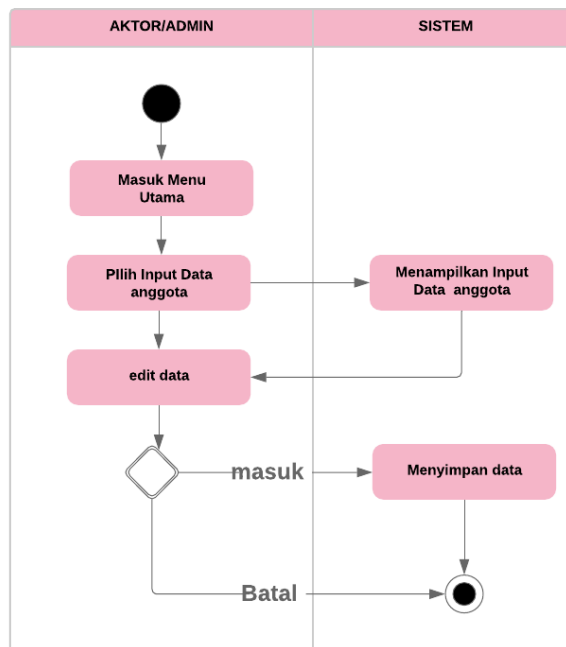 AKTOR/ADMIN
SISTEM
Masuk Menu
Utama
PIlih Input Data
anggota
Menampilkan Input
Data anggota
edit data
masuk
Menyimpan data
Batal